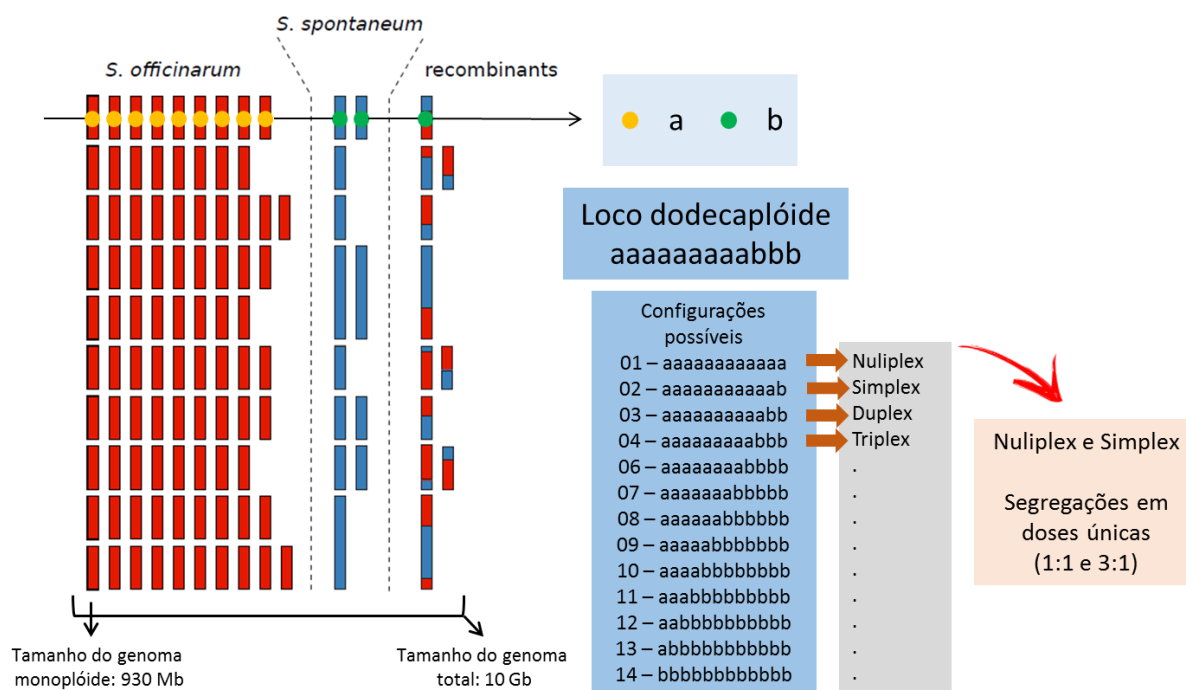 S. spontaneum
S. officinarum
recombinants
a b
Loco dodecaplóide
aaaaaaaaabbb
Configurações
possíveis
01 – aaaaaaaaaaaa
02 – aaaaaaaaaaab
03 – aaaaaaaaaabb
04 – aaaaaaaaabbb
06 – aaaaaaaabbbb
07 – aaaaaaabbbbb
08 – aaaaaabbbbbb
09 – aaaaabbbbbbb
10 – aaaabbbbbbbb
11 – aaabbbbbbbbb
12 – aabbbbbbbbbb
13 – abbbbbbbbbbb
14 – bbbbbbbbbbbb
Nuliplex
Simplex
Duplex
Triplex
.
.
.
.
.
.
.
.
.
Nuliplex e Simplex
Segregações em
doses únicas
(1:1 e 3:1)
Tamanho do genoma
monoplóide: 930 Mb
Tamanho do genoma
total: 10 Gb